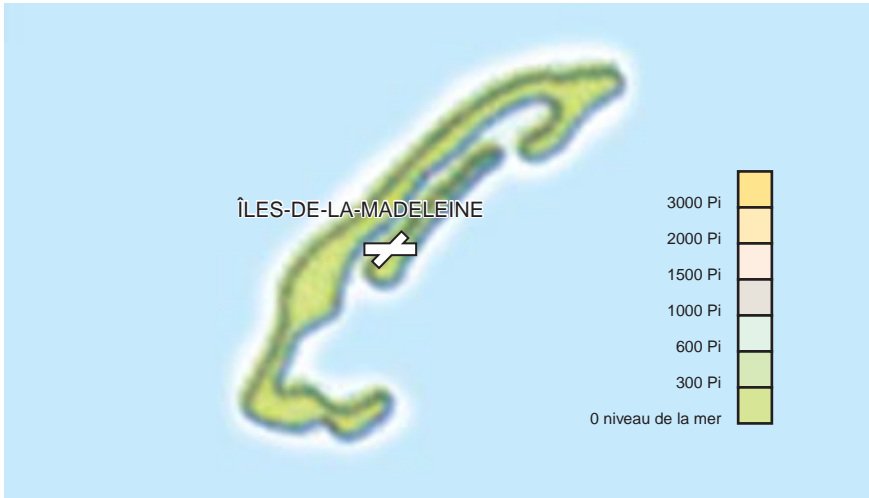 ÎLES-DE-LA-MADELEINE
3000 Pi
2000 Pi
1500 Pi
1000 Pi
600 Pi
300 Pi
0 niveau de la mer